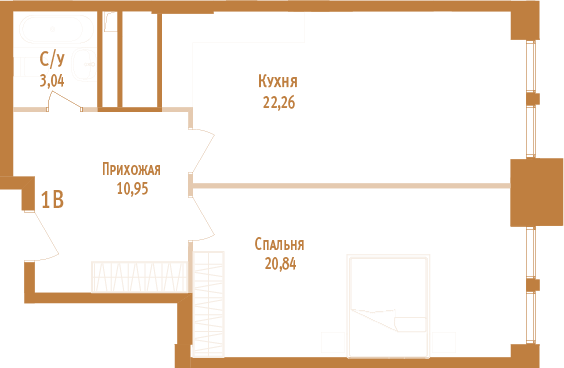 С/У
3,04
Кухня
22,26
Прихожая
10,95
1В
Спальня
20,84